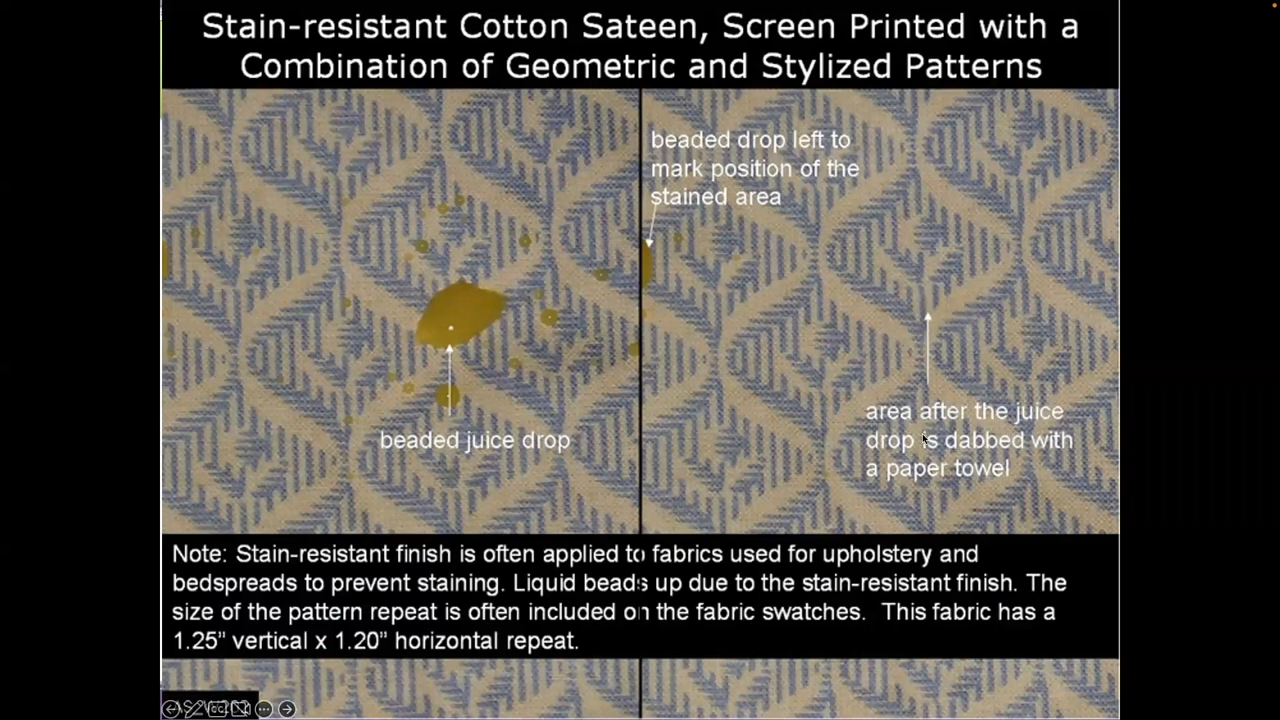 Stain-resistant Cotton Sateen, Screen Printed with a
Combination of Geometric and Stylized Patterns
beaded drop left to
mark position of the
stained area
beaded juice drop
area after the juice
drop is dabbed with
a paper towel
Note: Stain-resistant finish is often applied to fabrics used for upholstery and
bedspreads to prevent staining. Liquid beads up due to the stain-resistant finish. The
size of the pattern repeat is often included on the fabric swatches. This fabric has a
1.25” vertical x 1.20” horizontal repeat.